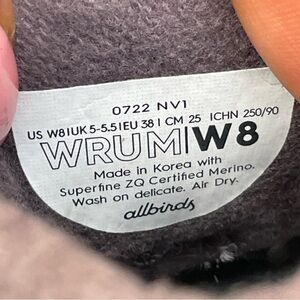 0722 NV1
US W8|UK 5-5.5|EU 38|CM 25 |CHN 250/90
WRUM|W8
Made in Korea with
Superfine ZQ Certified Merino.
Wash on delicate. Air Dry.
allbirds